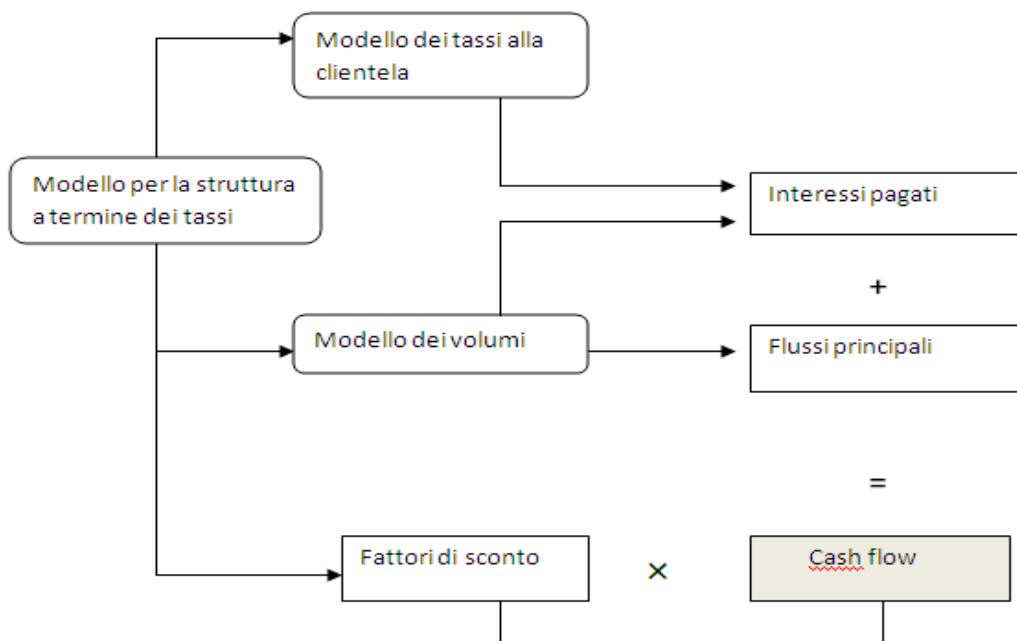 Modello dei tassi alla
clientela
Modello per la struttura
a termine dei tassi
Interessi pagati
+
Modello dei volumi
Flussi principali
=
Fattori di sconto
×
Cash flow